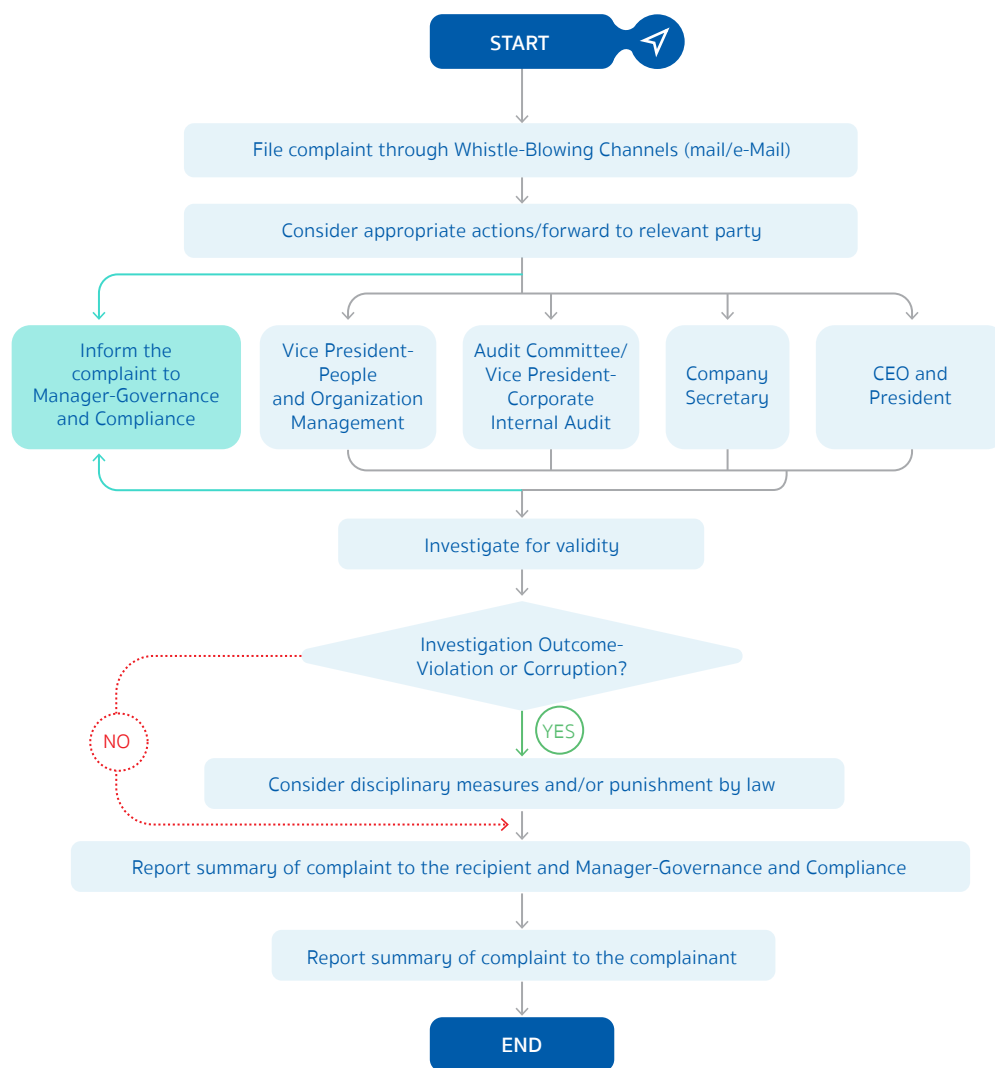 START
File complaint through Whistle-Blowing Channels (mail/e-Mail)
Consider appropriate actions/forward to relevant party
Inform the
complaint to
Manager-Governance
and Compliance
Vice President-
People
and Organization
Management
Audit Committee/
Vice President-
Corporate
Internal Audit
Company
Secretary
CEO and
President
Investigate for validity
Investigation Outcome-
Violation or Corruption?
YES
NO
Consider disciplinary measures and/or punishment by law
Report summary of complaint to the recipient and Manager-Governance and Compliance
Report summary of complaint to the complainant
END